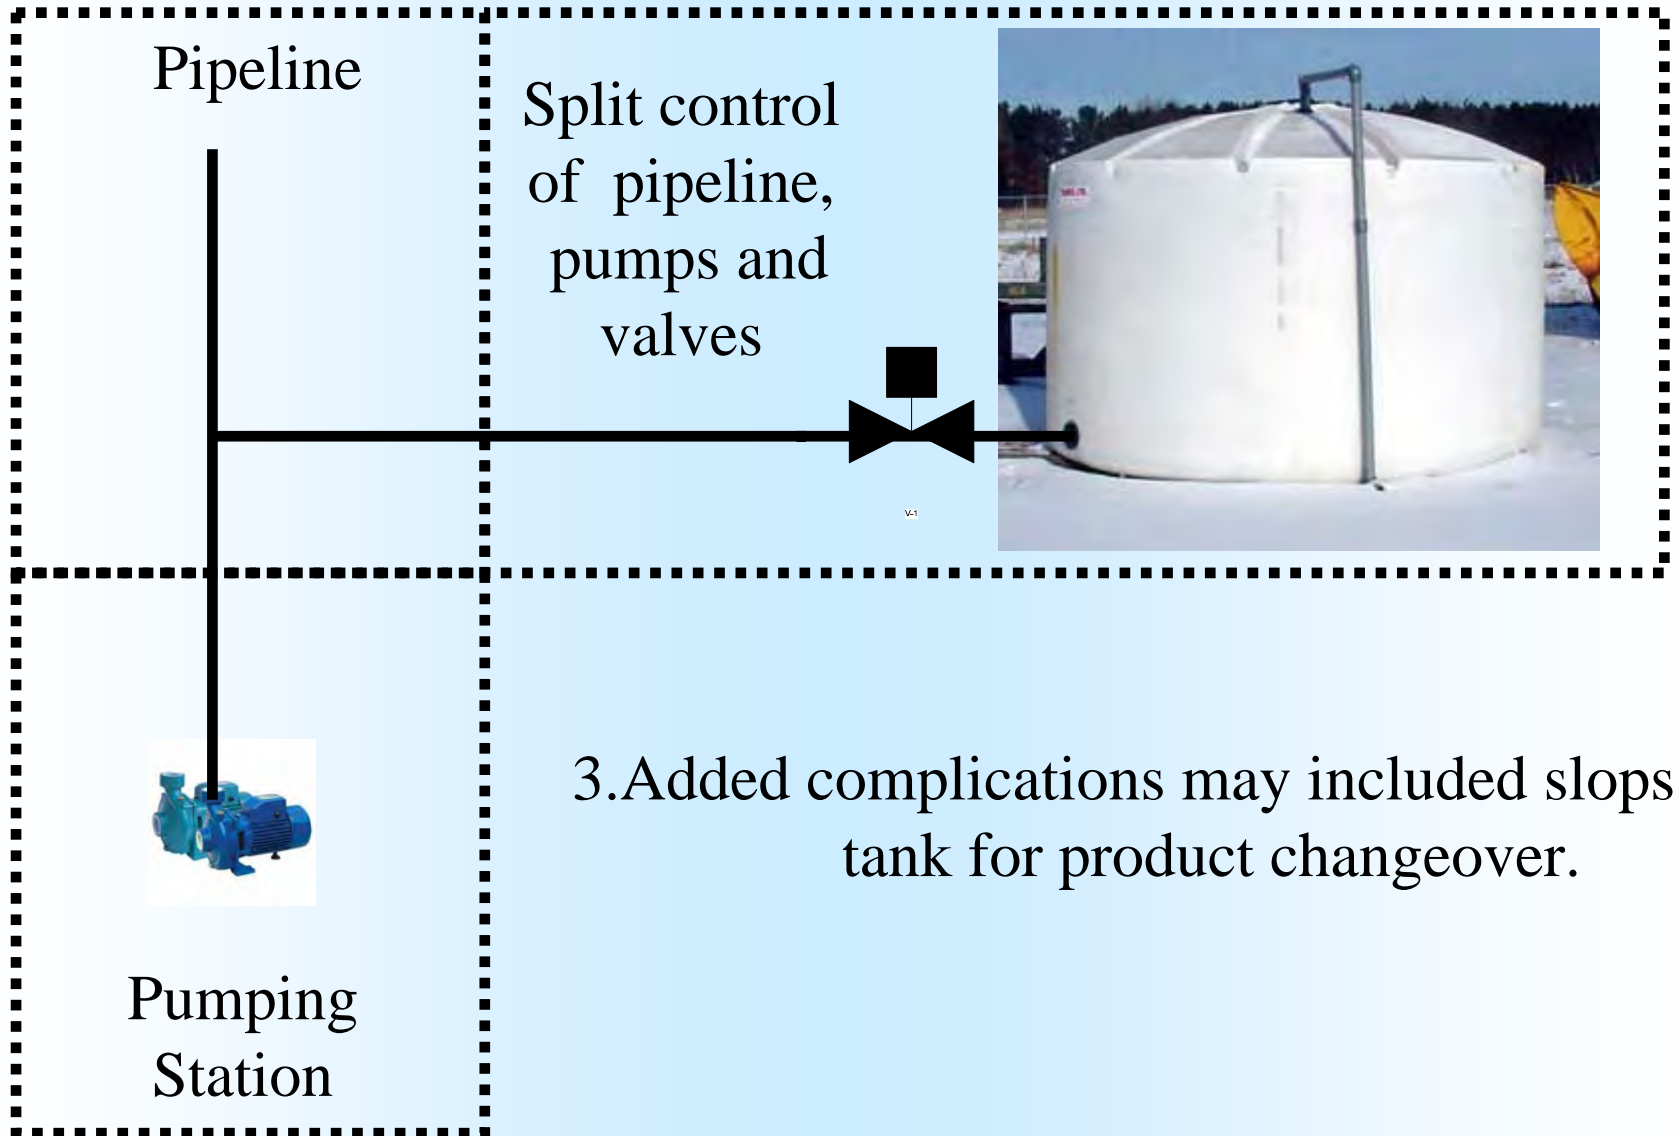 Pipeline
Split control
of pipeline,
pumps and
valves
V-1
3.Added complications may included slops
tank for product changeover.
Pumping
Station